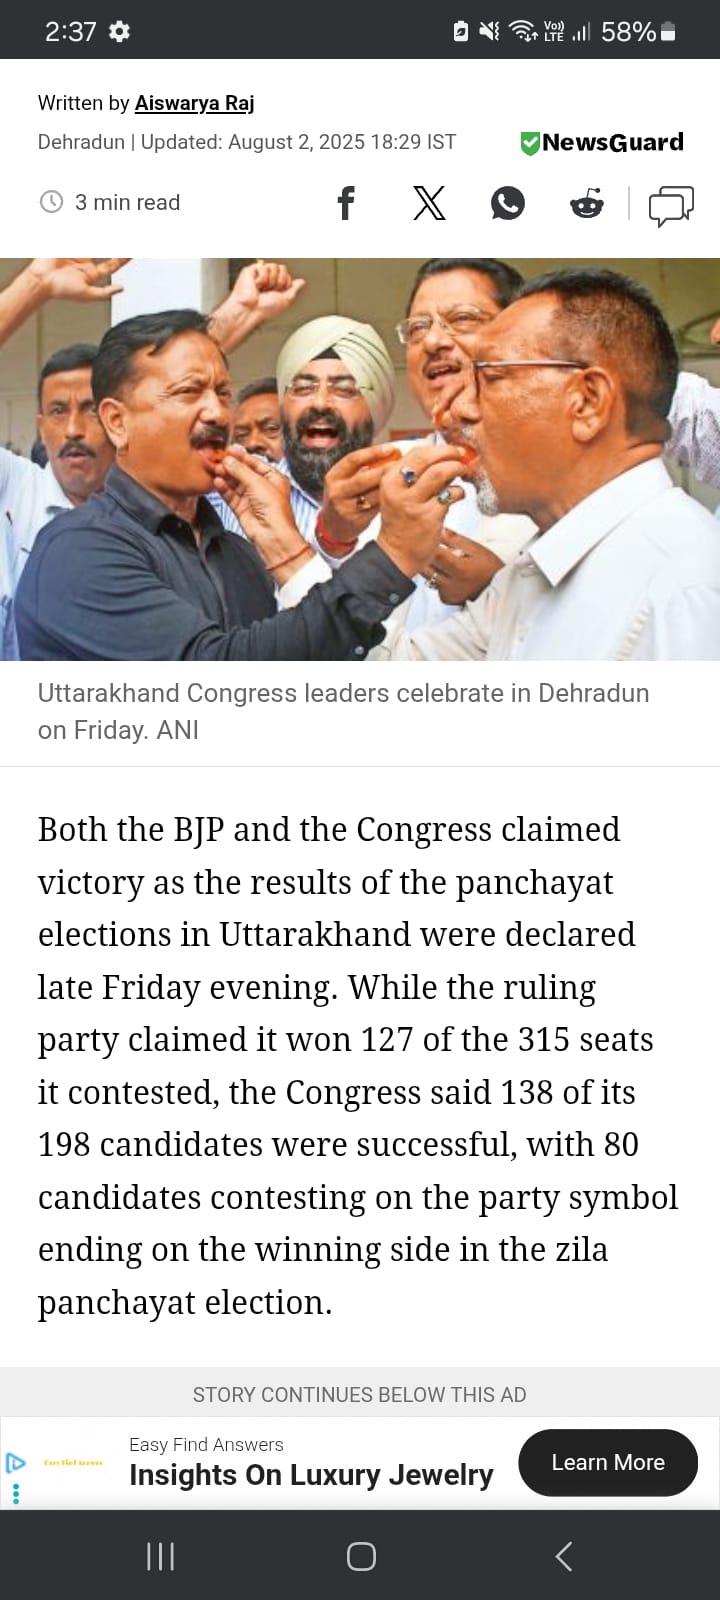 2:37
Vo)) LTE 58%
Written by Aiswarya Raj
Dehradun | Updated: August 2, 2025 18:29 IST
NewsGuard
3 min read
Uttarakhand Congress leaders celebrate in Dehradun
on Friday. ANI
Both the BJP and the Congress claimed
victory as the results of the panchayat
elections in Uttarakhand were declared
late Friday evening. While the ruling
party claimed it won 127 of the 315 seats
it contested, the Congress said 138 of its
198 candidates were successful, with 80
candidates contesting on the party symbol
ending on the winning side in the zila
panchayat election.
STORY CONTINUES BELOW THIS AD
Easy Find Answers
Insights On Luxury Jewelry
Learn More